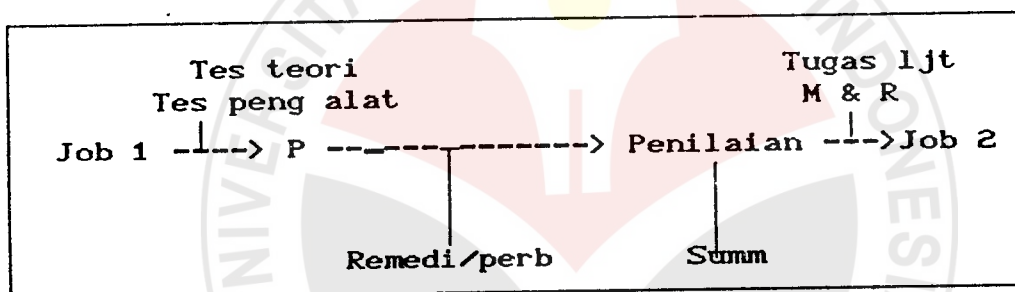 Tes teori
Tes peng alat
Tugas ljt
M & R
Job 1 -----> P ----------------> Penilaian ---->Job 2
Remedi/perb
Summ